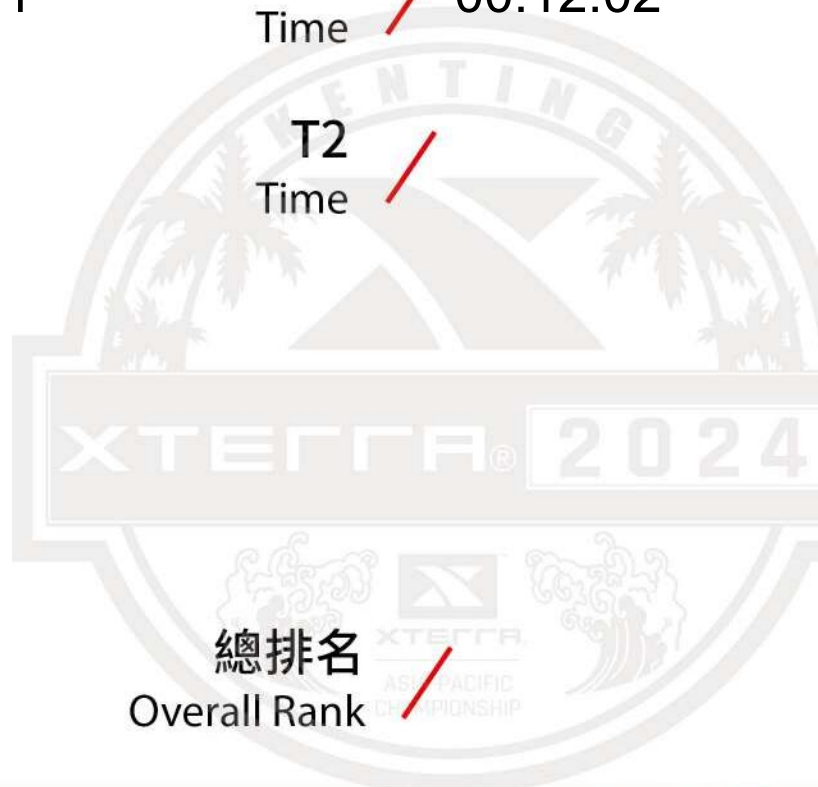 00:12:02
Time
KENTING
T2
Time
XTERRA® 2024
總排名
XTERRA
ASIA PACIFIC
Overall Rank
CHAMPIONSHIP